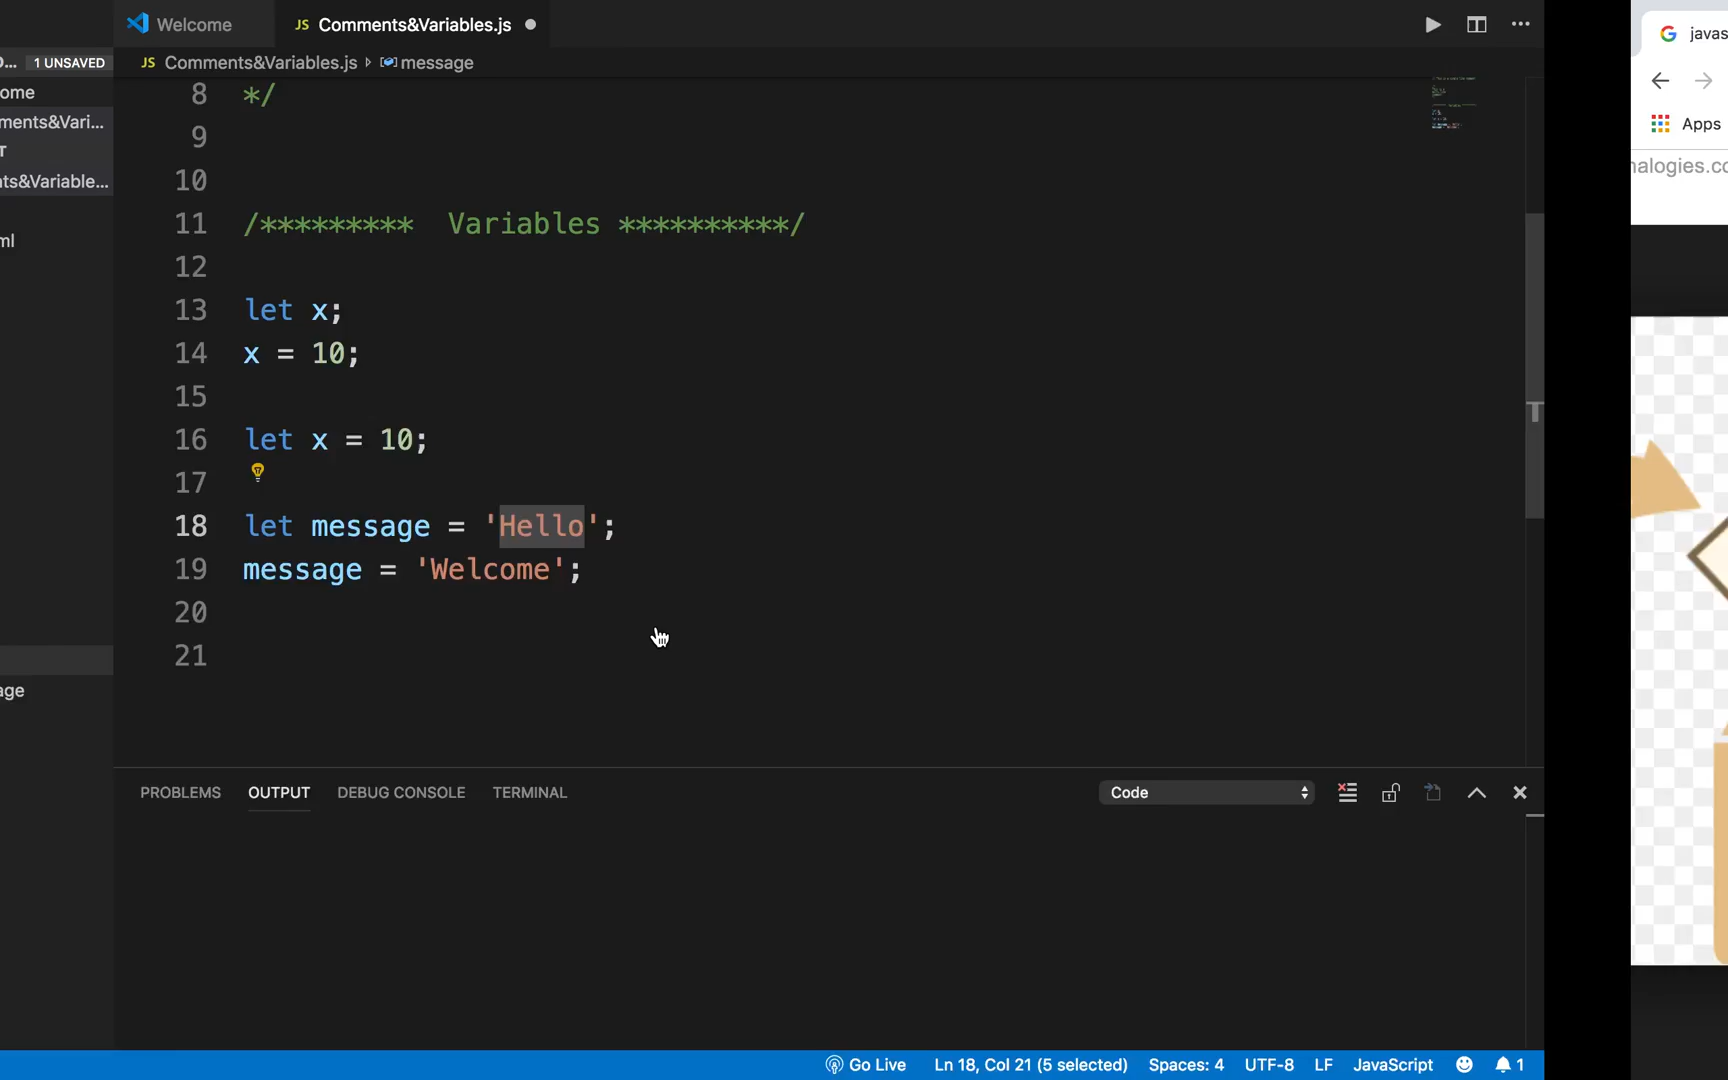 Welcome
JS Comments&Variables.js
javas
D... 1 UNSAVED
JS Comments&Variables.js message
ome
ments&Vari...
T
ts&Variable...
ml
age
Apps
nalogies.co
8 */
9
10
11 /********* Variables **********/
12
13 let x;
14 x = 10;
15
16 let x = 10;
17
18 let message = 'Hello';
19 message = 'Welcome';
20
21
PROBLEMS OUTPUT DEBUG CONSOLE TERMINAL
Code
Go Live Ln 18, Col 21 (5 selected) Spaces: 4 UTF-8 LF JavaScript 1